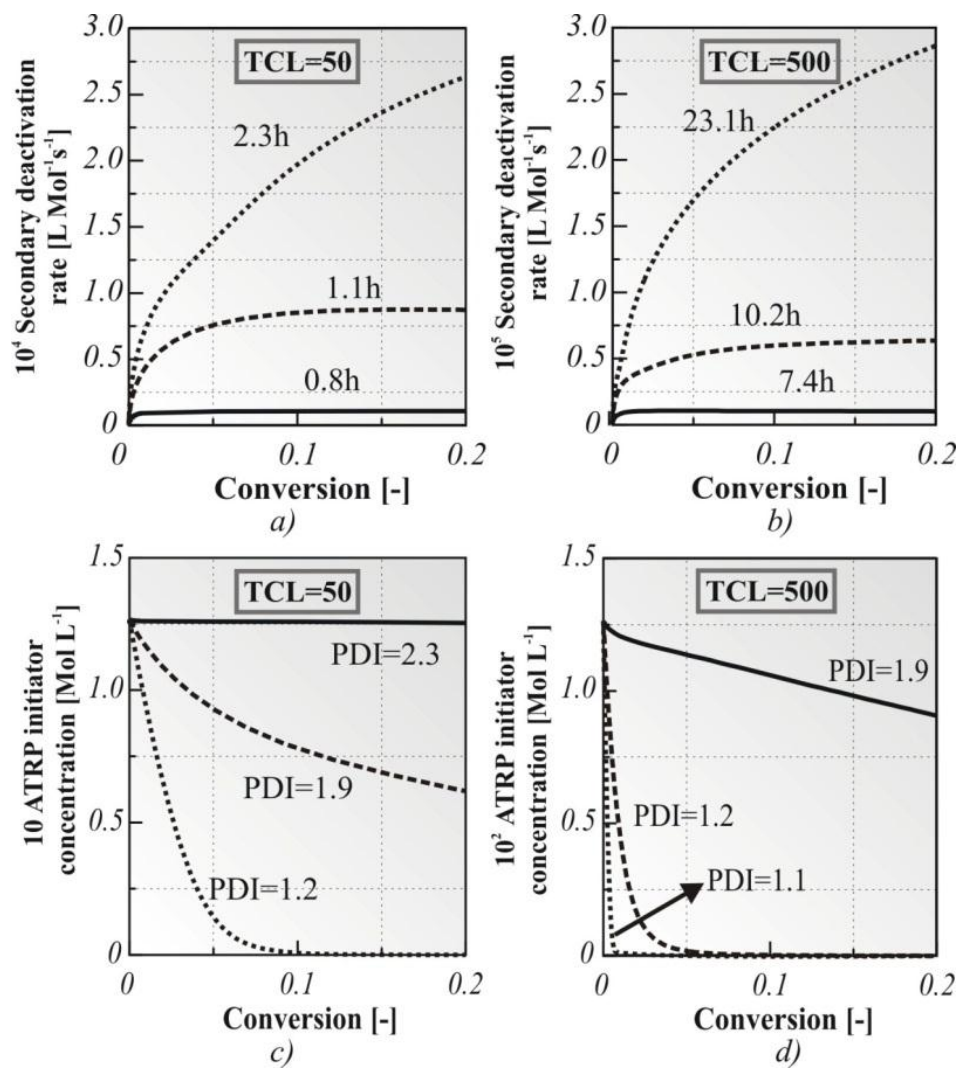 TCL=50
3.0
2.5
2.0
1.5
1.0
0.5
0
10⁴ Secondary deactivation
rate [L Mol⁻¹s⁻¹]
2.3h
1.1h
0.8h
0
0.1
0.2
Conversion [-]
a)
TCL=500
3.0
2.5
2.0
1.5
1.0
0.5
0
10⁵ Secondary deactivation
rate [L Mol⁻¹s⁻¹]
23.1h
10.2h
7.4h
0
0.1
0.2
Conversion [-]
b)
TCL=50
1.5
1.0
0.5
0
10 ATRP initiator
concentration [Mol L⁻¹]
PDI=2.3
PDI=1.9
PDI=1.2
0
0.1
0.2
Conversion [-]
c)
TCL=500
1.5
1.0
0.5
0
10² ATRP initiator
concentration [Mol L⁻¹]
PDI=1.9
PDI=1.2
PDI=1.1
0
0.1
0.2
Conversion [-]
d)